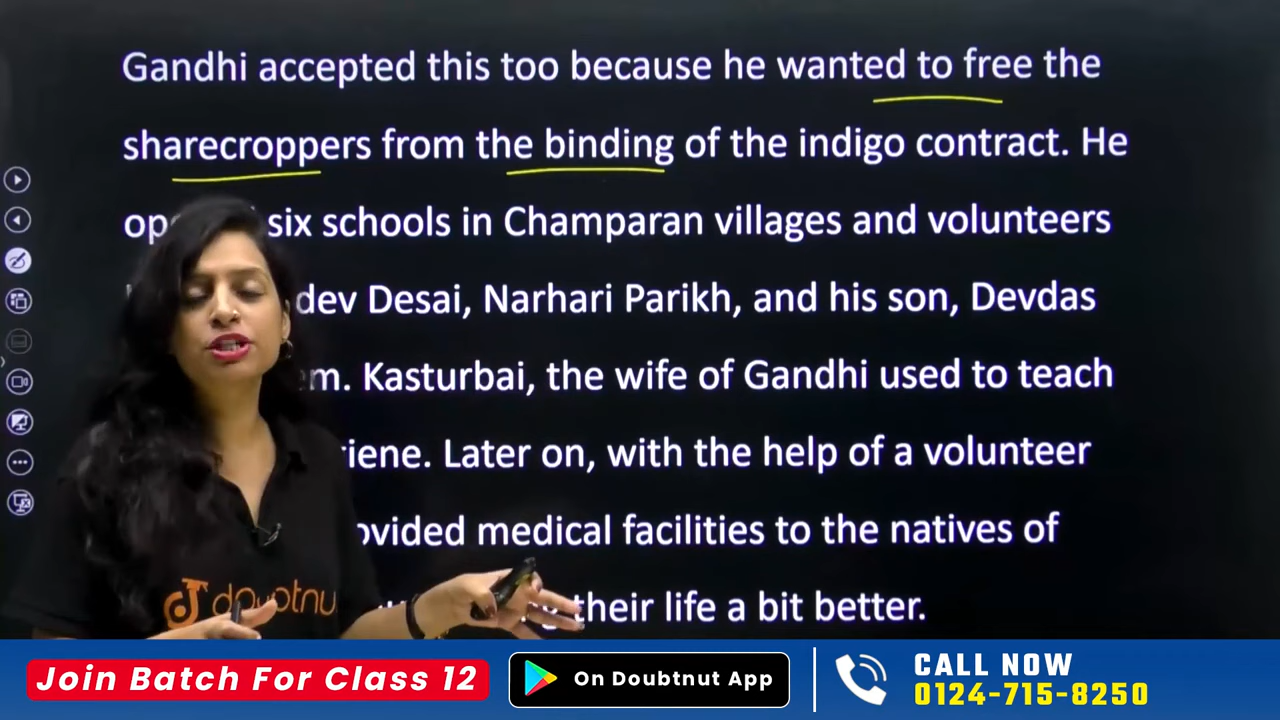 Gandhi accepted this too because he wanted to free the
sharecroppers from the binding of the indigo contract. He
six schools in Champaran villages and volunteers
Desai, Narhari Parikh, and his son, Devdas
Kasturbai, the wife of Gandhi used to teach
Later on, with the help of a volunteer
medical facilities to the natives of
their life a bit better.
doubtnut
Join Batch For Class 12
On Doubtnut App
CALL NOW
0124-715-8250